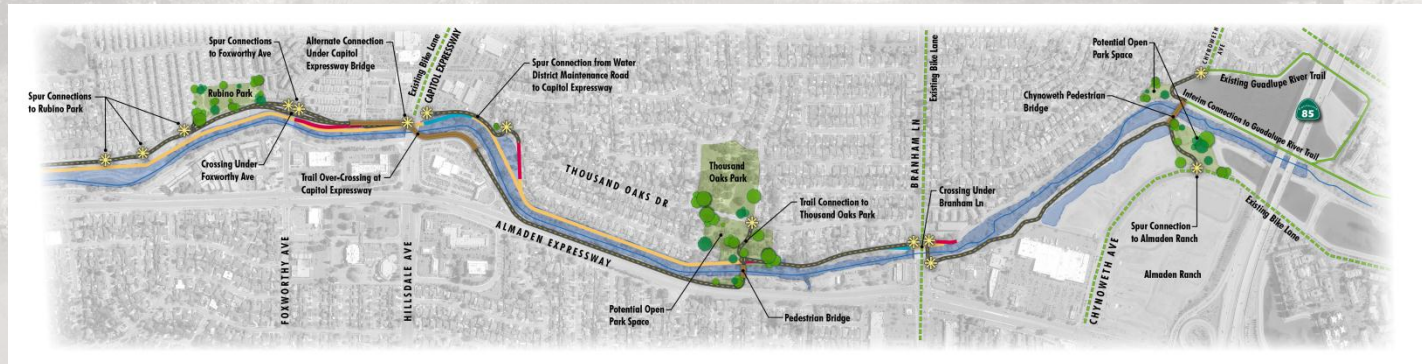 Spur Connections
to Rubino Park
Rubino Park
Spur Connections
to Foxworthy Ave
Crossing Under
Foxworthy Ave
FOXWORTHY AVE
Alternate Connection
Under Capitol
Expressway Bridge
Trail Over-Crossing at
Capitol Expressway
HILLSDALE AVE
Existing Bike Lane
CAPITOL EXPRESSWAY
Spur Connection from Water
District Maintenance Road
to Capitol Expressway
THOUSAND OAKS DR
ALMADEN EXPRESSWAY
Thousand
Oaks Park
Trail Connection to
Thousand Oaks Park
Potential Open
Park Space
Pedestrian Bridge
Existing Bike Lane
BRANHAM LN
Crossing Under
Branham Ln
Potential Open
Park Space
Chynoweth Pedestrian
Bridge
CHYNOWETH
AVE
Existing Guadlupe River Trail
Interim Connection to Guadalupe River Trail
85
Spur Connection
to Almaden Ranch
Existing Bike Lane
Almaden Ranch
CHYNOWETH AVE